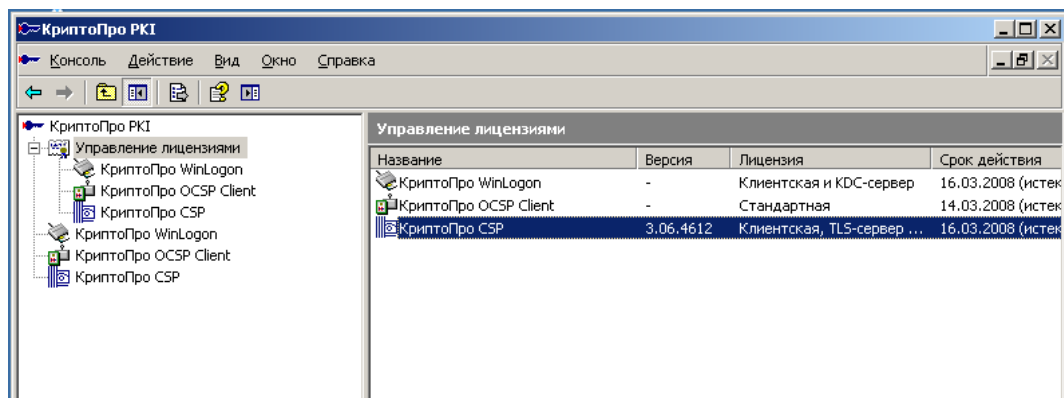 КриптоПро PKI
Консоль Действие Вид Окно Справка
КриптоПро PKI
Управление лицензиями
КриптоПро WinLogon
КриптоПро OCSP Client
КриптоПро CSP
КриптоПро WinLogon
КриптоПро OCSP Client
КриптоПро CSP
Управление лицензиями
Название Версия Лицензия Срок действия
КриптоПро WinLogon - Клиентская и KDC-сервер 16.03.2008 (истек
КриптоПро OCSP Client - Стандартная 14.03.2008 (истек
КриптоПро CSP 3.06.4612 Клиентская, TLS-сервер ... 16.03.2008 (истек